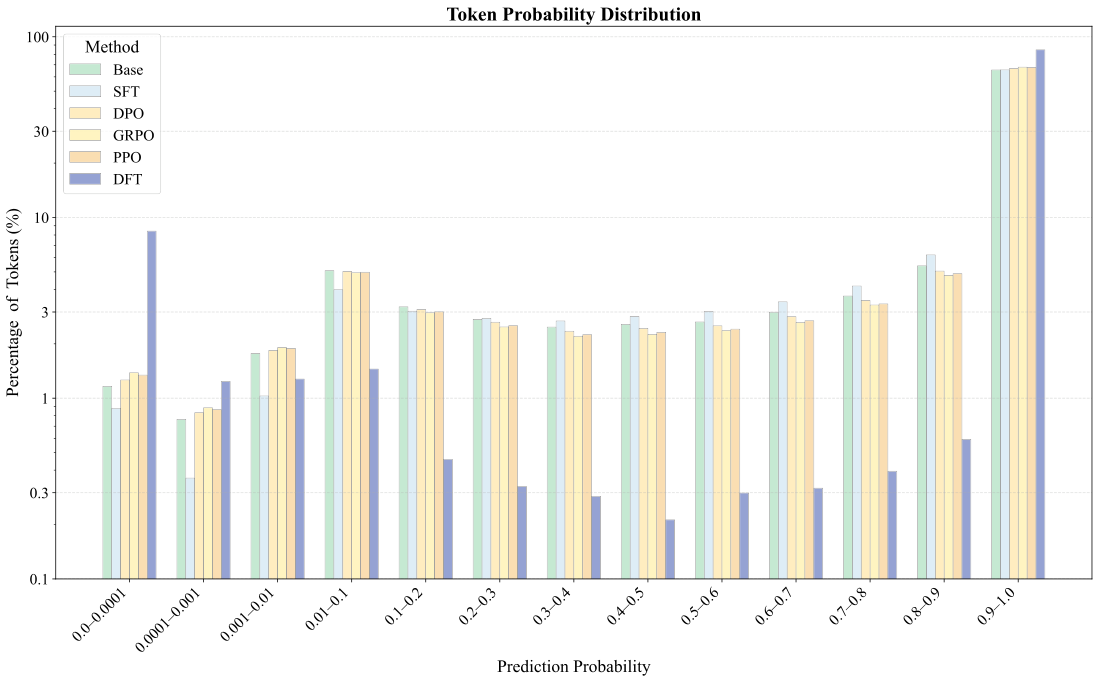 Token Probability Distribution
100
30
10
3
1
0.3
0.1
Percentage of Tokens (%)
Method
Base
SFT
DPO
GRPO
PPO
DFT
0.0–0.0001
0.0001–0.001
0.001–0.01
0.01–0.1
0.1–0.2
0.2–0.3
0.3–0.4
0.4–0.5
0.5–0.6
0.6–0.7
0.7–0.8
0.8–0.9
0.9–1.0
Prediction Probability